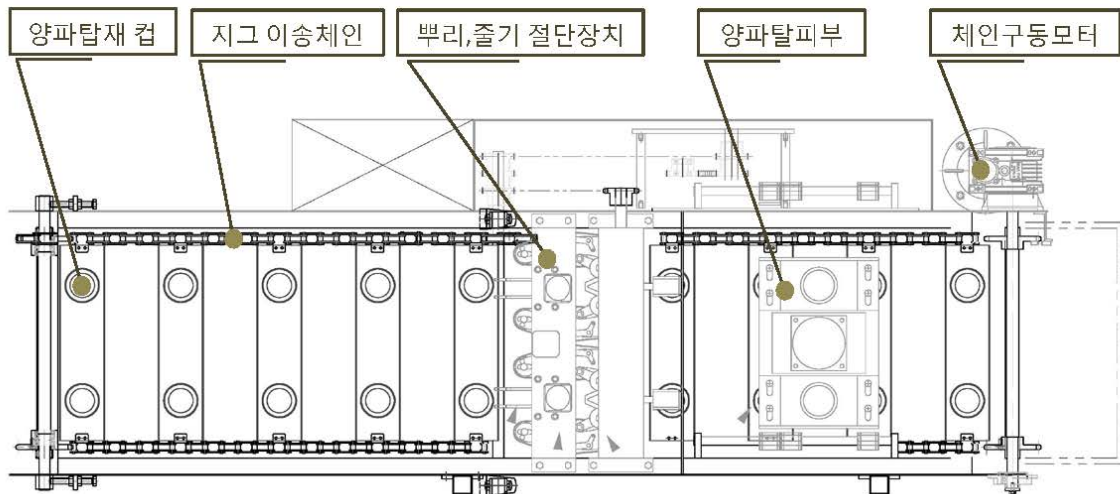 양파탑재 컵
지그 이송체인
뿌리,줄기 절단장치
양파탈피부
체인구동모터